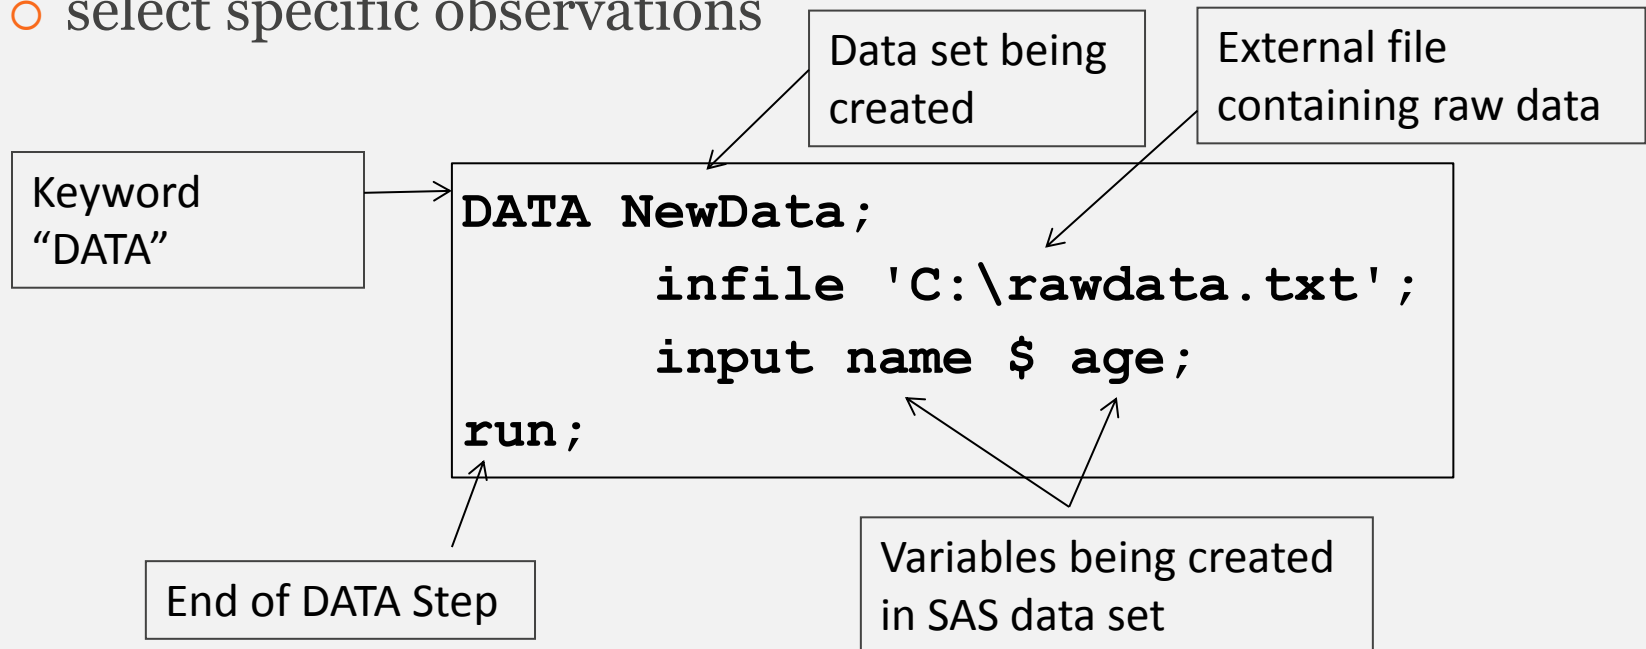 select specific observations
Data set being
created
External file
containing raw data
Keyword
“DATA”
DATA NewData;
infile 'C:\rawdata.txt';
input name $ age;
run;
End of DATA Step
Variables being created
in SAS data set